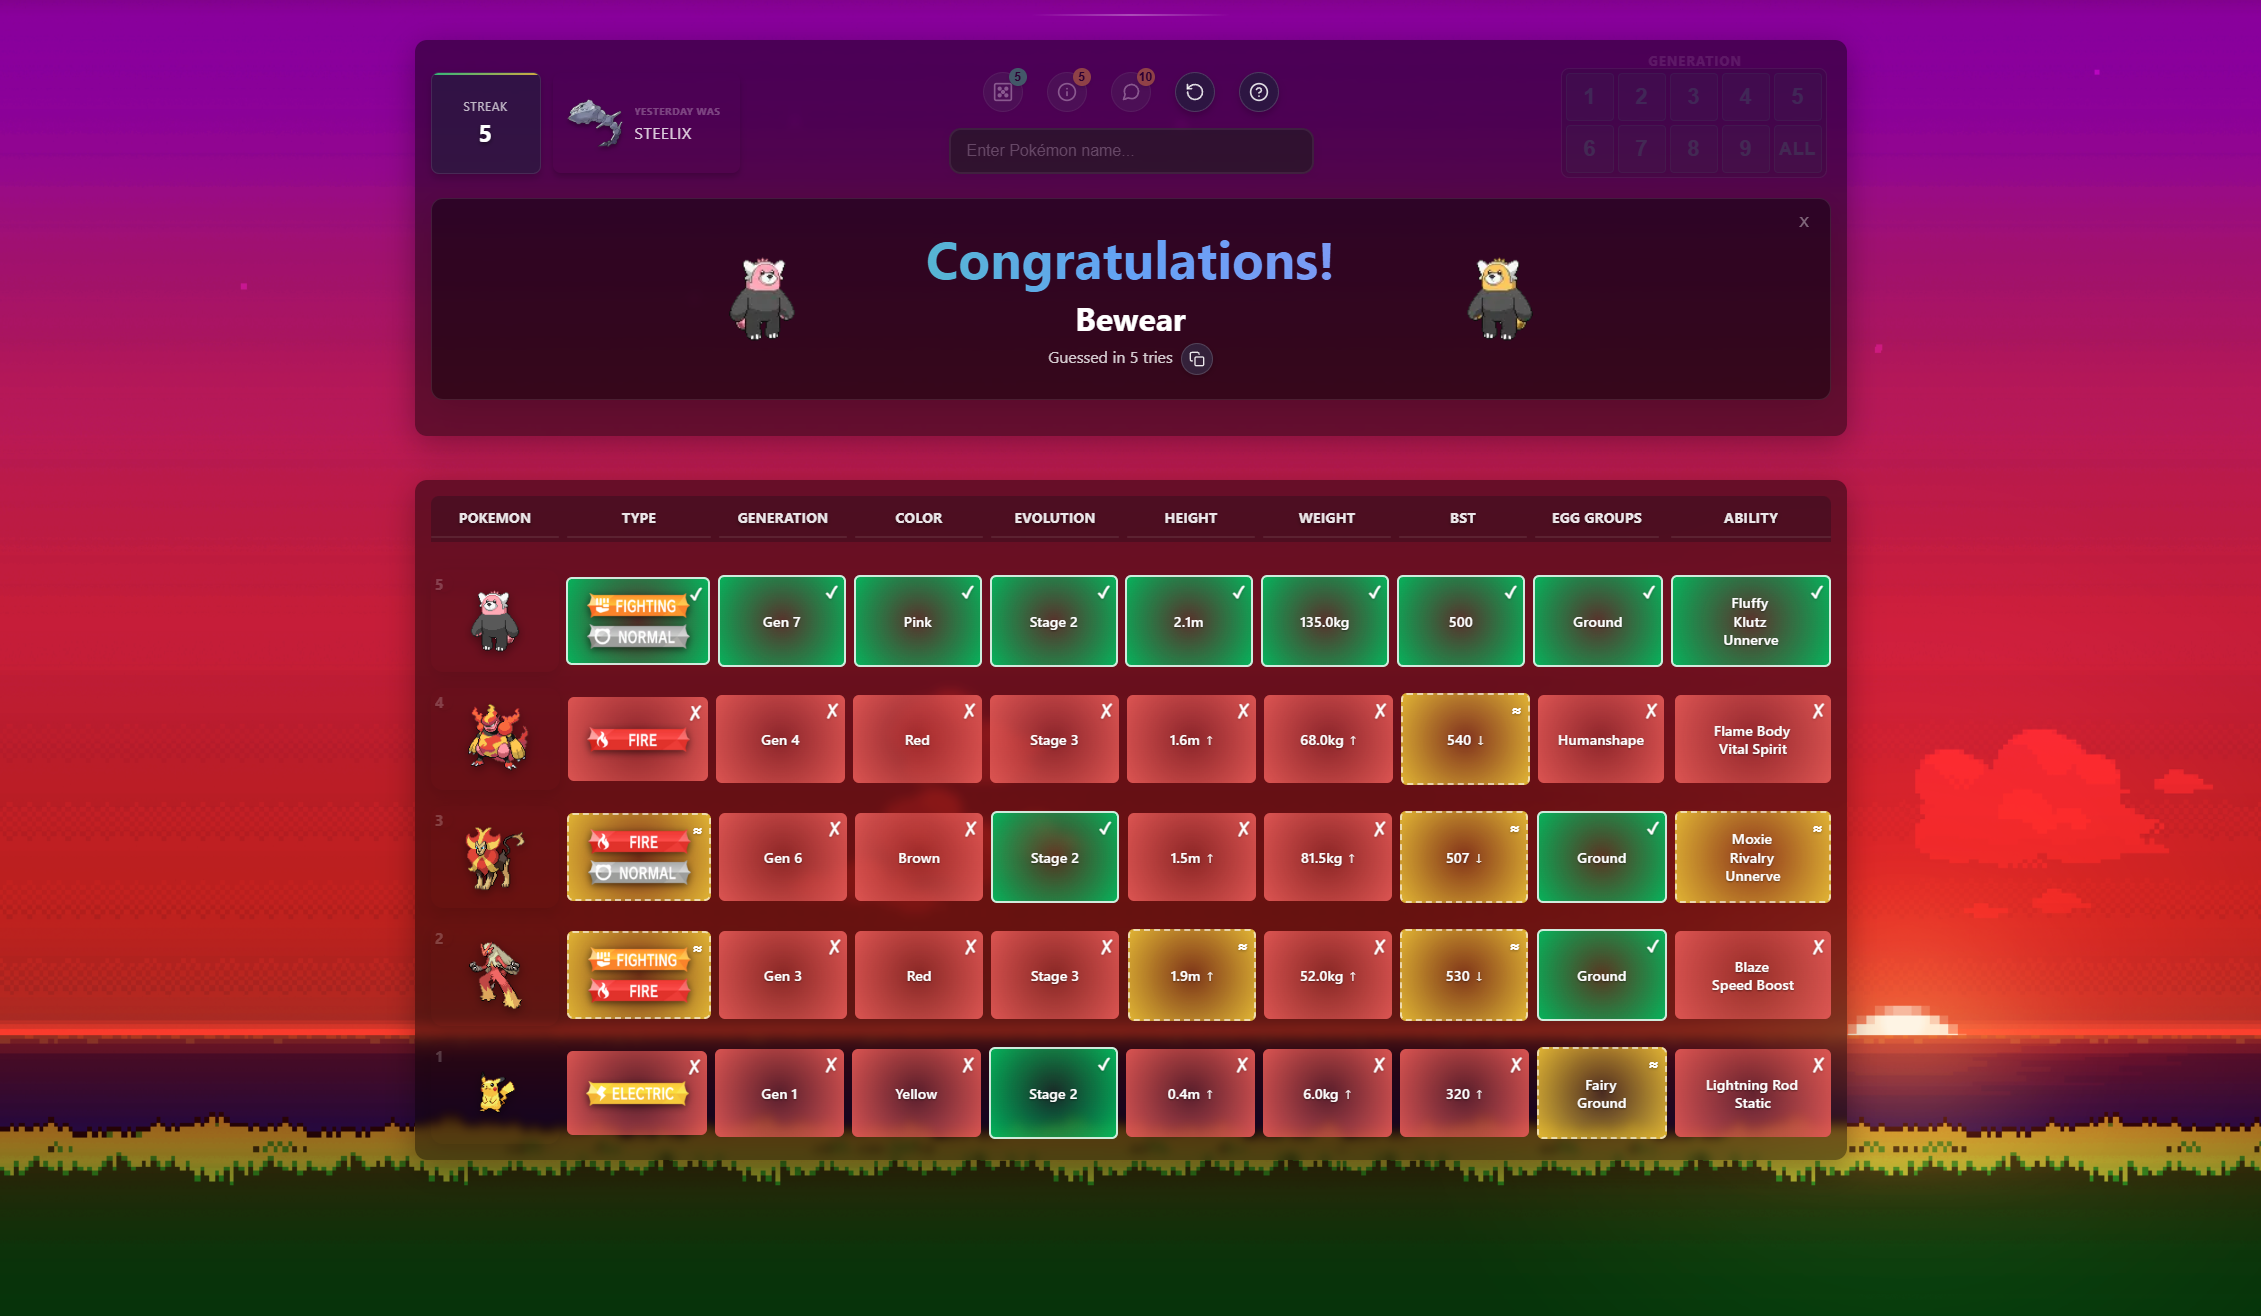 STREAK
5
YESTERDAY WAS
STEELIX
5
5
10
Enter Pokémon name...
GENERATION
1 2 3 4 5
6 7 8 9 ALL
X
Congratulations!
Bewear
Guessed in 5 tries
POKEMON TYPE GENERATION COLOR EVOLUTION HEIGHT WEIGHT BST EGG GROUPS ABILITY
5
FIGHTING
NORMAL
✓
Gen 7 ✓
Pink ✓
Stage 2 ✓
2.1m ✓
135.0kg ✓
500 ✓
Ground ✓
Fluffy
Klutz
Unnerve
✓
4
FIRE ✗
Gen 4 ✗
Red ✗
Stage 3 ✗
1.6m ↑ ✗
68.0kg ↑ ✗
540 ↓ ≈
Humanshape ✗
Flame Body
Vital Spirit
✗
3
FIRE
NORMAL
≈
Gen 6 ✗
Brown ✗
Stage 2 ✓
1.5m ↑ ✗
81.5kg ↑ ✗
507 ↓ ≈
Ground ✓
Moxie
Rivalry
Unnerve
≈
2
FIGHTING
FIRE
≈
Gen 3 ✗
Red ✗
Stage 3 ✗
1.9m ↑ ≈
52.0kg ↑ ✗
530 ↓ ≈
Ground ✓
Blaze
Speed Boost
✗
1
ELECTRIC ✗
Gen 1 ✗
Yellow ✗
Stage 2 ✓
0.4m ↑ ✗
6.0kg ↑ ✗
320 ↑ ✗
Fairy
Ground
≈
Lightning Rod
Static
✗